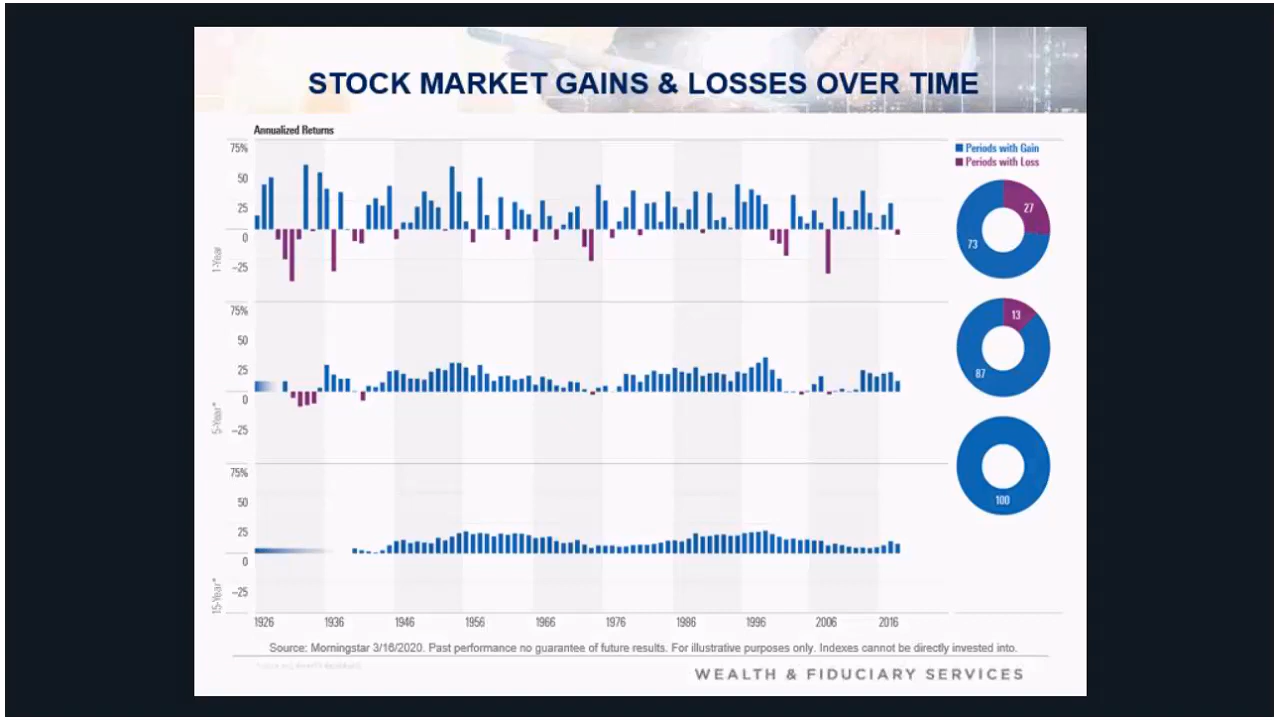 STOCK MARKET GAINS & LOSSES OVER TIME
Annualized Returns
Periods with Gain
Periods with Loss
75%
50
25
0
–25
1-Year
27
73
75%
50
25
0
–25
5-Year*
13
87
75%
50
25
0
–25
15-Year*
100
1926 1936 1946 1956 1966 1976 1986 1996 2006 2016
Source: Morningstar 3/16/2020. Past performance no guarantee of future results. For illustrative purposes only. Indexes cannot be directly invested into.
WEALTH & FIDUCIARY SERVICES